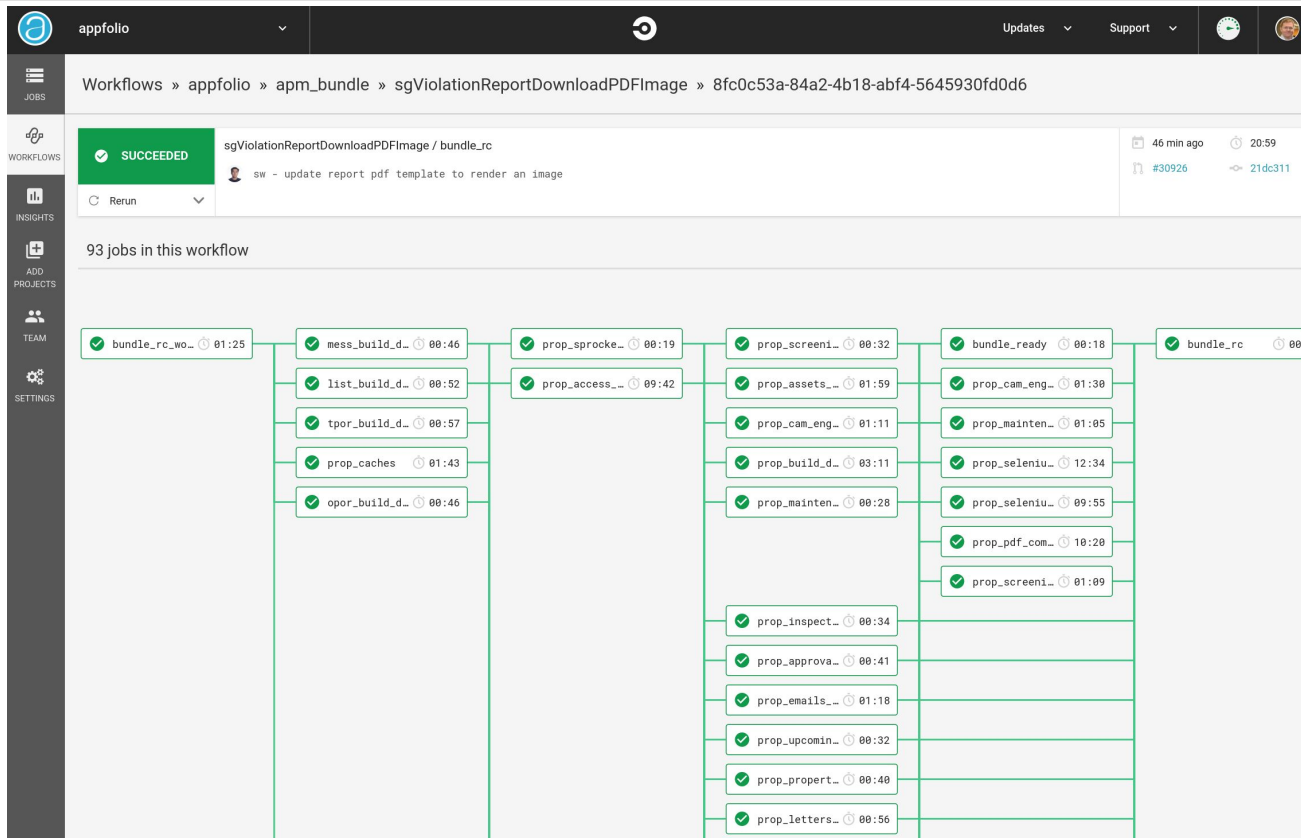 appfolio
Updates
Support
JOBS
WORKFLOWS
INSIGHTS
ADD
PROJECTS
TEAM
SETTINGS
Workflows » appfolio » apm_bundle » sgViolationReportDownloadPDFImage » 8fc0c53a-84a2-4b18-abf4-5645930fd0d6
SUCCEEDED
Rerun
sgViolationReportDownloadPDFImage / bundle_rc
sw - update report pdf template to render an image
46 min ago
20:59
#30926
21dc311
93 jobs in this workflow
bundle_rc_wo… 01:25
mess_build_d… 00:46
list_build_d… 00:52
tpor_build_d… 00:57
prop_caches 01:43
opor_build_d… 00:46
prop_sprocke… 00:19
prop_access_… 09:42
prop_screeni… 00:32
prop_assets_… 01:59
prop_cam_eng… 01:11
prop_build_d… 03:11
prop_mainten… 00:28
prop_inspect… 00:34
prop_approva… 00:41
prop_emails_… 01:18
prop_upcomin… 00:32
prop_propert… 00:40
prop_letters… 00:56
bundle_ready 00:18
prop_cam_eng… 01:30
prop_mainten… 01:05
prop_seleniu… 12:34
prop_seleniu… 09:55
prop_pdf_com… 10:20
prop_screeni… 01:09
bundle_rc 00